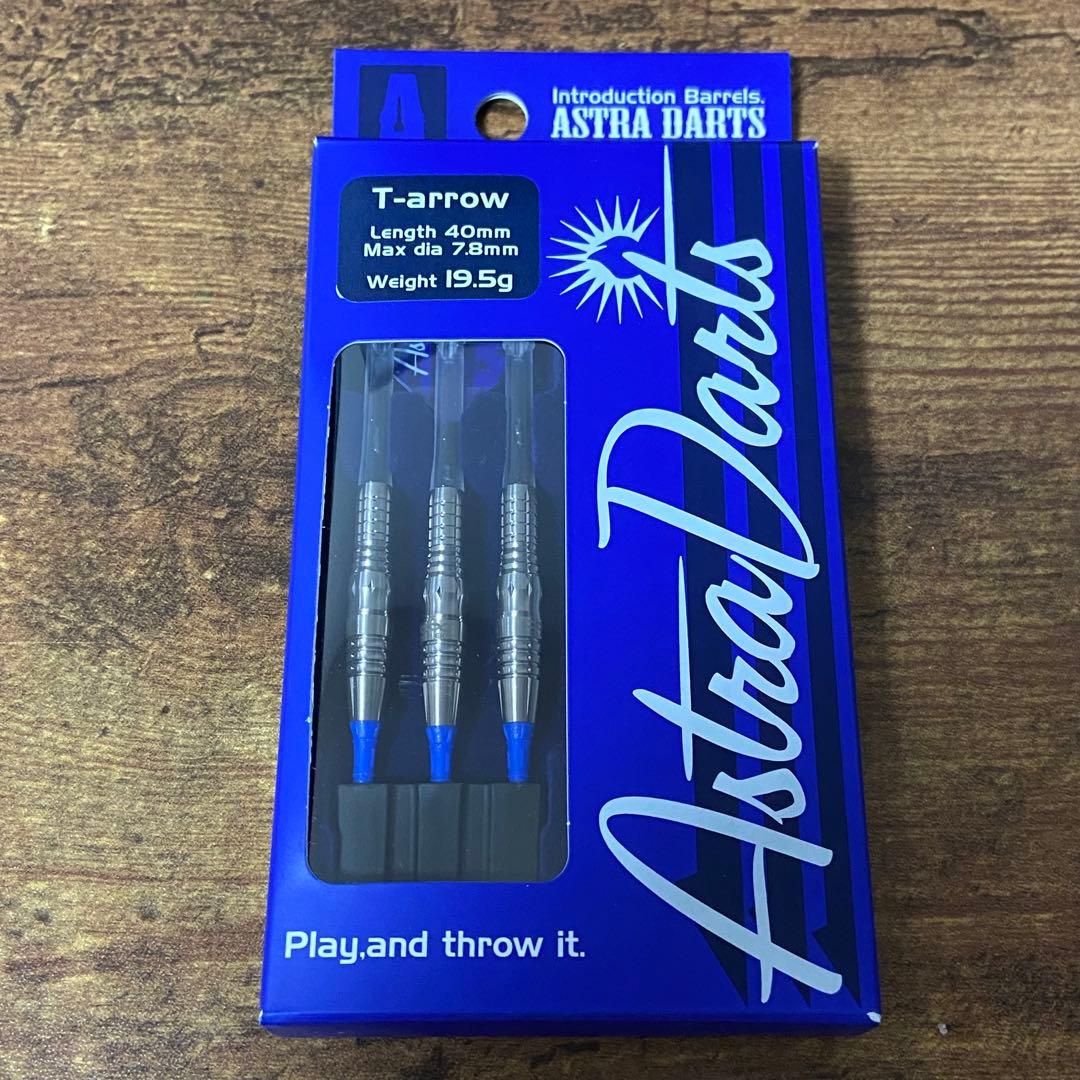 Introduction Barrels.
ASTRA DARTS
T-arrow
Length 40mm
Max dia 7.8mm
Weight 19.5g
AstraDarts
Play,and throw it.